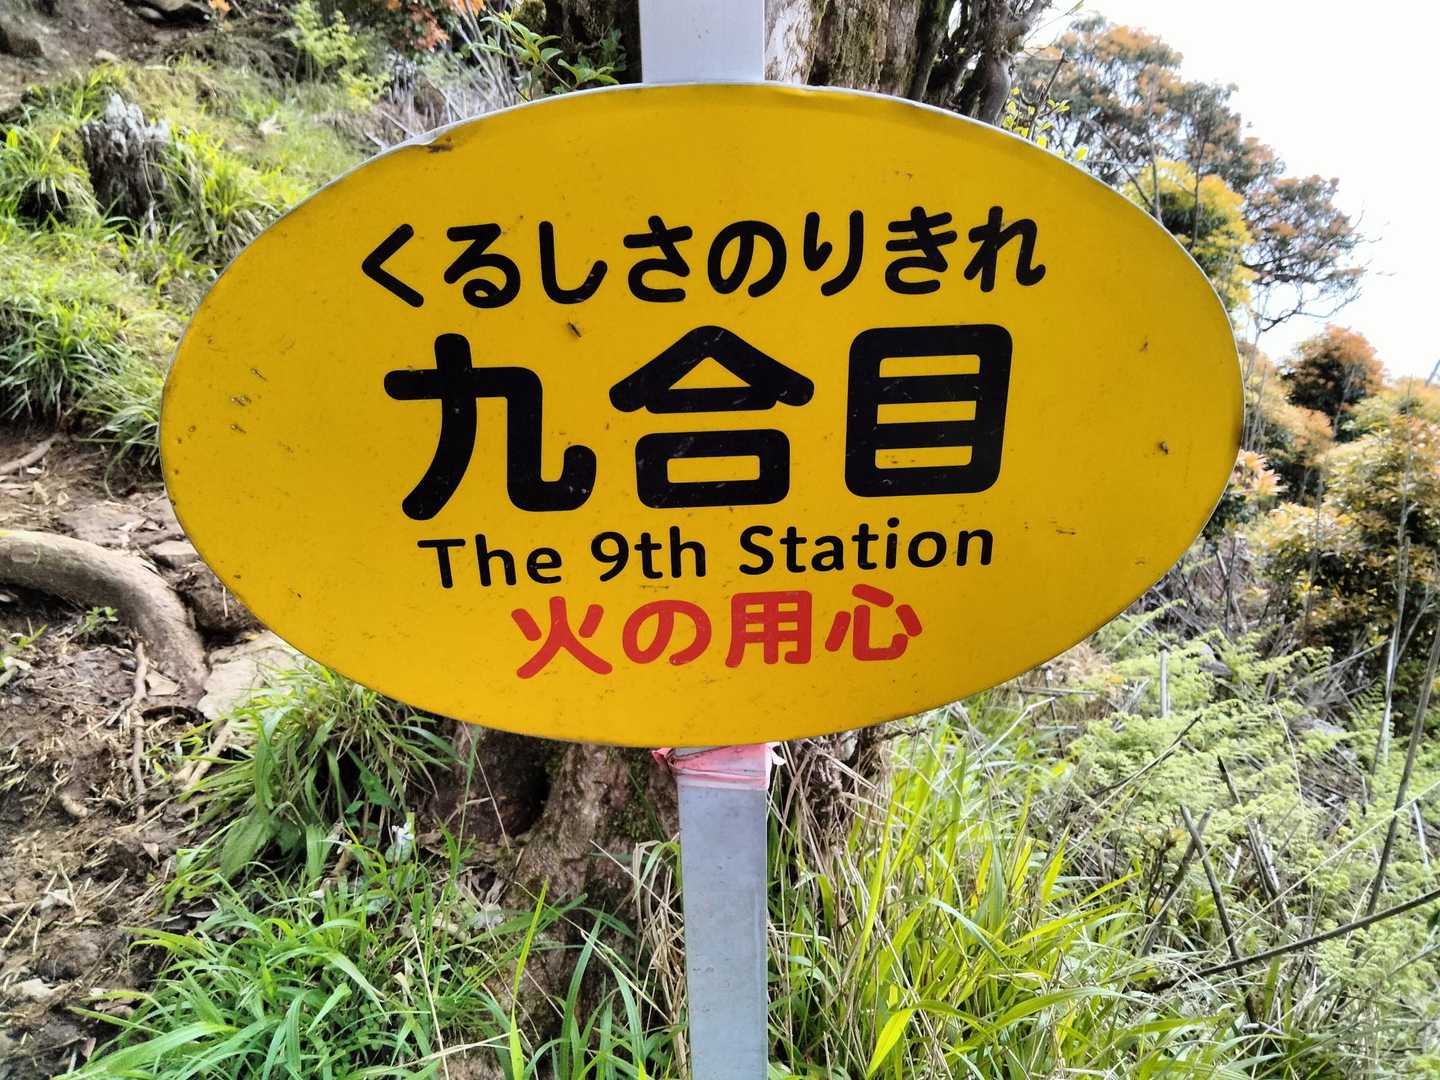 くるしさのりきれ
九合目
The 9th Station
火の用心